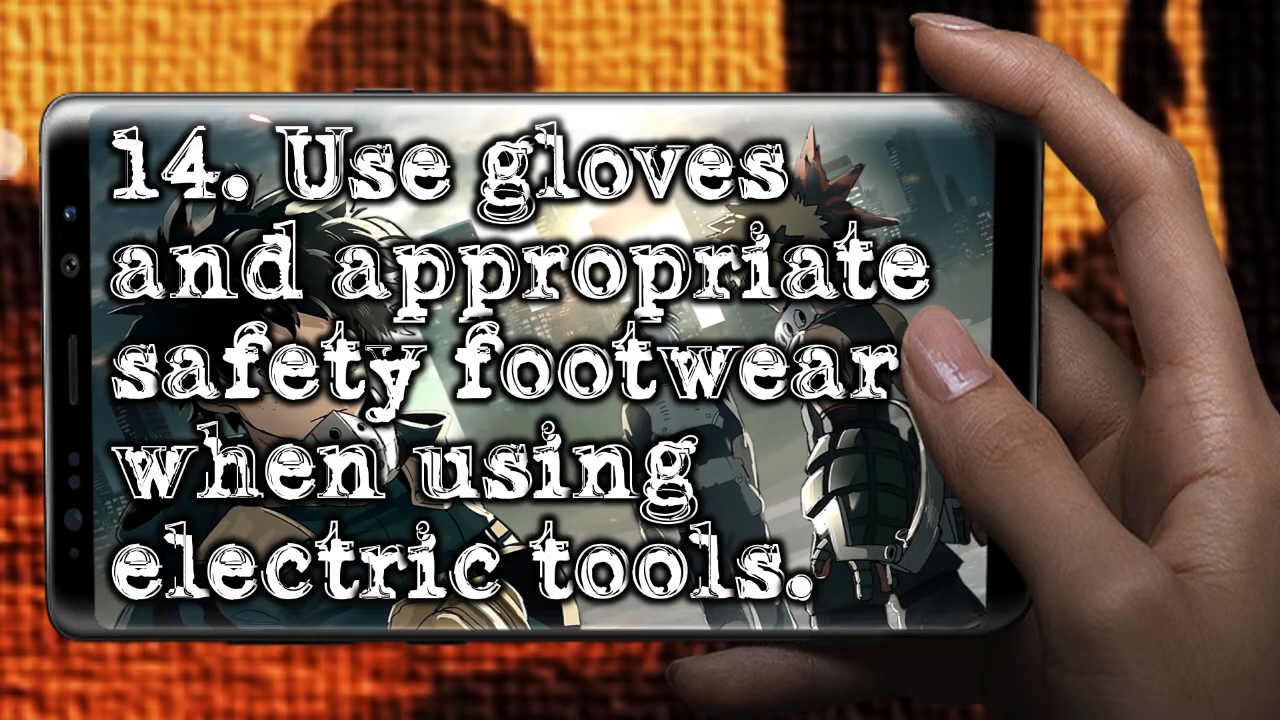 14. Use gloves
and appropriate
safety footwear
when using
electric tools.